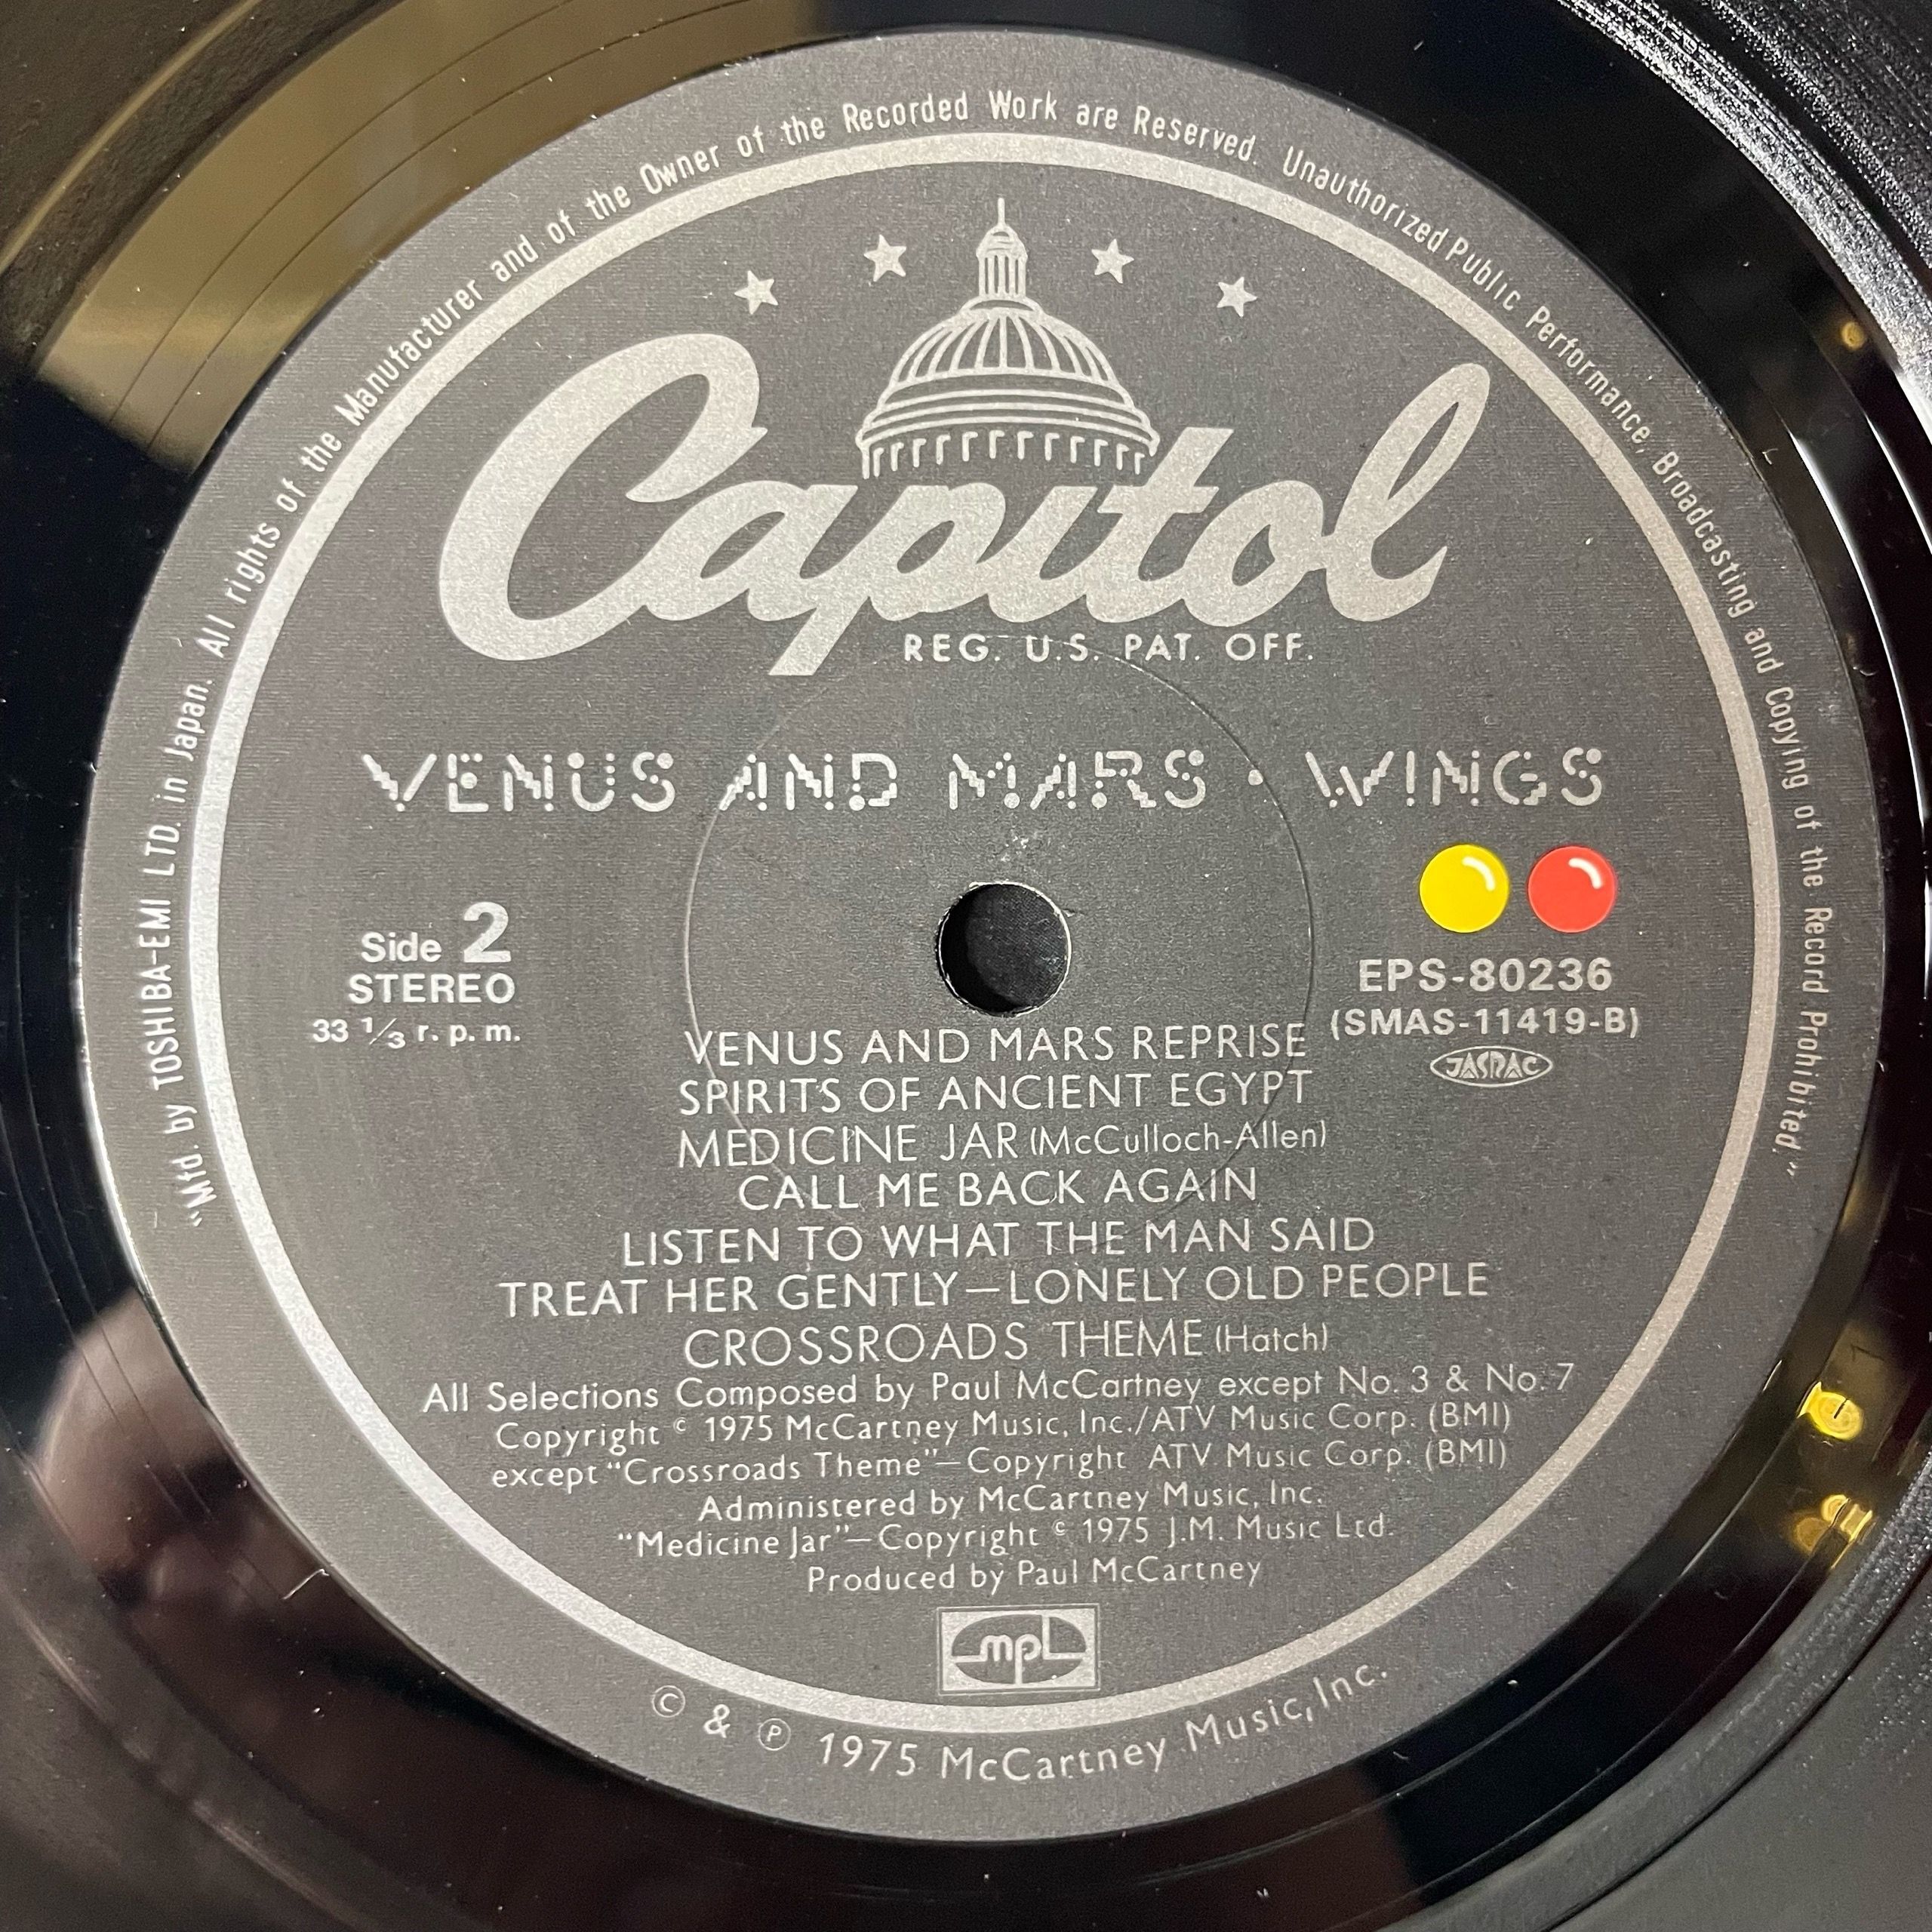 "Mfd. by TOSHIBA-EMI LTD. in Japan. All rights of the Manufacturer and of the Owner of the Recorded Work are Reserved. Unauthorized Public Performance, Broadcasting and Copying of the Record Prohibited."
Capitol
REG. U.S. PAT. OFF.
VENUS AND MARS • WINGS
Side 2
STEREO
33 1/3 r. p. m.
EPS-80236
(SMAS-11419-B)
JASRAC
VENUS AND MARS REPRISE
SPIRITS OF ANCIENT EGYPT
MEDICINE JAR (McCulloch-Allen)
CALL ME BACK AGAIN
LISTEN TO WHAT THE MAN SAID
TREAT HER GENTLY—LONELY OLD PEOPLE
CROSSROADS THEME (Hatch)
All Selections Composed by Paul McCartney except No. 3 & No. 7
Copyright © 1975 McCartney Music, Inc./ATV Music Corp. (BMI)
except "Crossroads Theme"—Copyright ATV Music Corp. (BMI)
Administered by McCartney Music, Inc.
"Medicine Jar"—Copyright © 1975 J.M. Music Ltd.
Produced by Paul McCartney
mpl
© & ℗ 1975 McCartney Music, Inc.